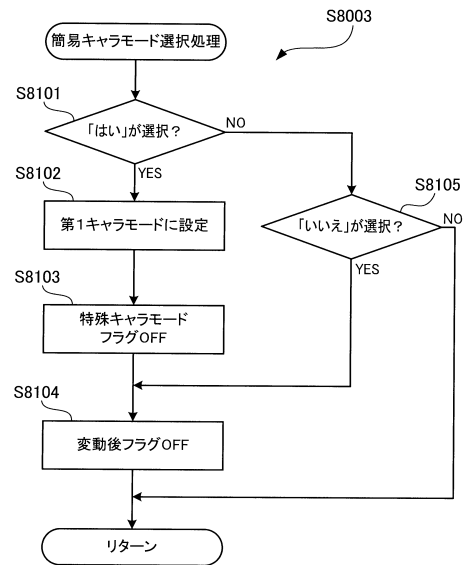 S8003
簡易キャラモード選択処理
S8101
「はい」が選択?
NO
YES
S8102
第1キャラモードに設定
S8105
「いいえ」が選択?
NO
YES
S8103
特殊キャラモード
フラグOFF
S8104
変動後フラグOFF
リターン